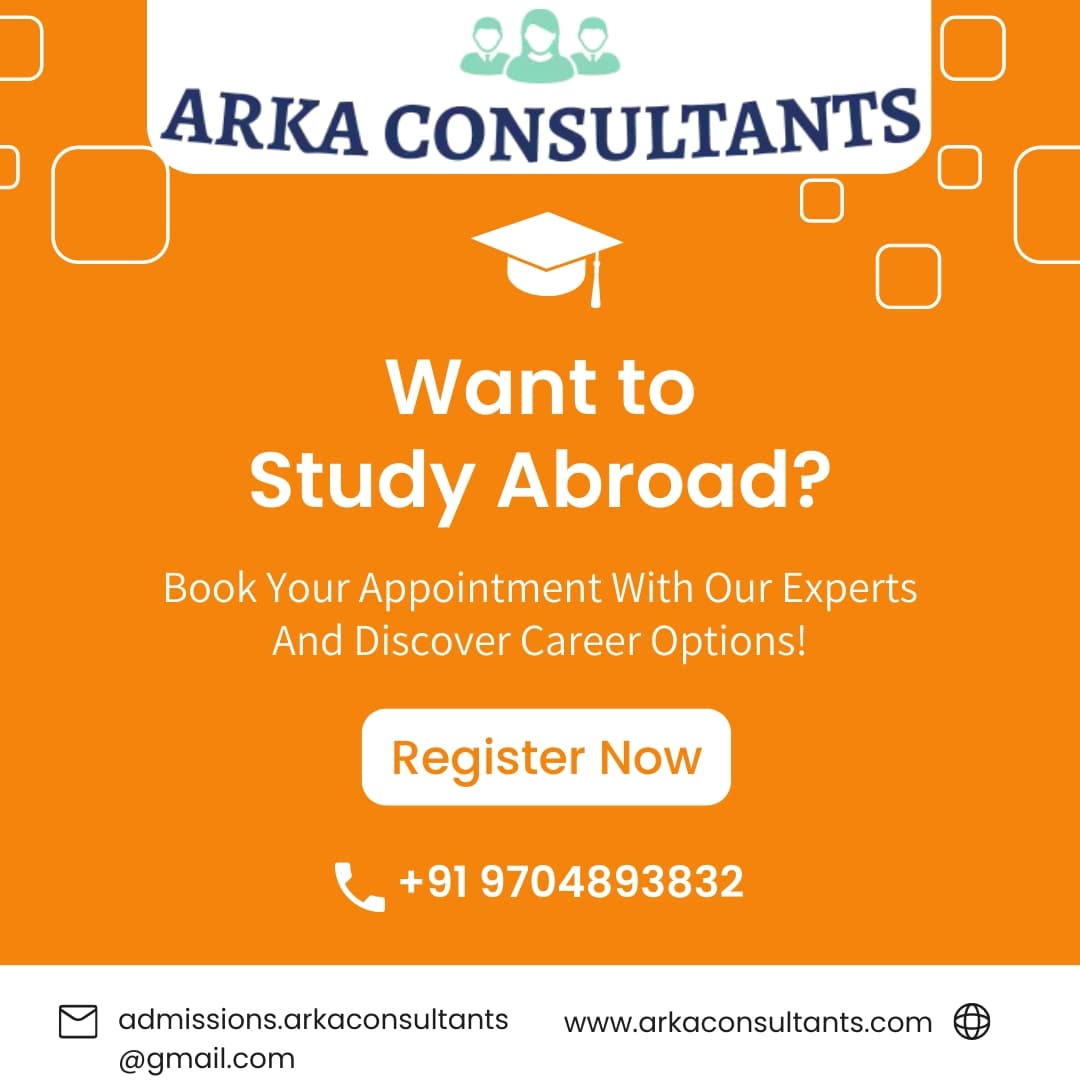 ARKA CONSULTANTS
Want to
Study Abroad?
Book Your Appointment With Our Experts
And Discover Career Options!
Register Now
+91 9704893832
admissions.arkaconsultants
@gmail.com
www.arkaconsultants.com